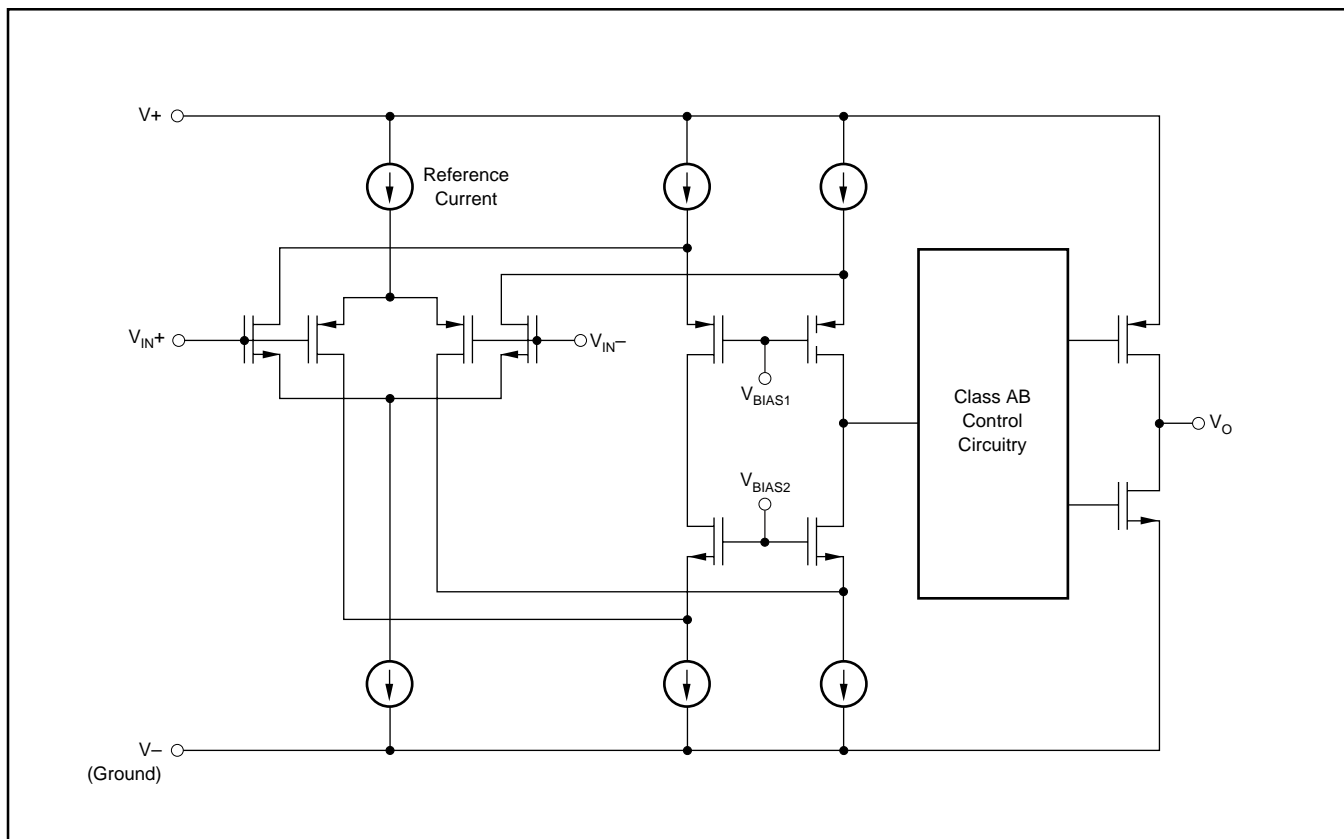 V+
Reference
Current
V_IN+
V_IN–
V_BIAS1
Class AB
Control
Circuitry
V_O
V_BIAS2
V–
(Ground)